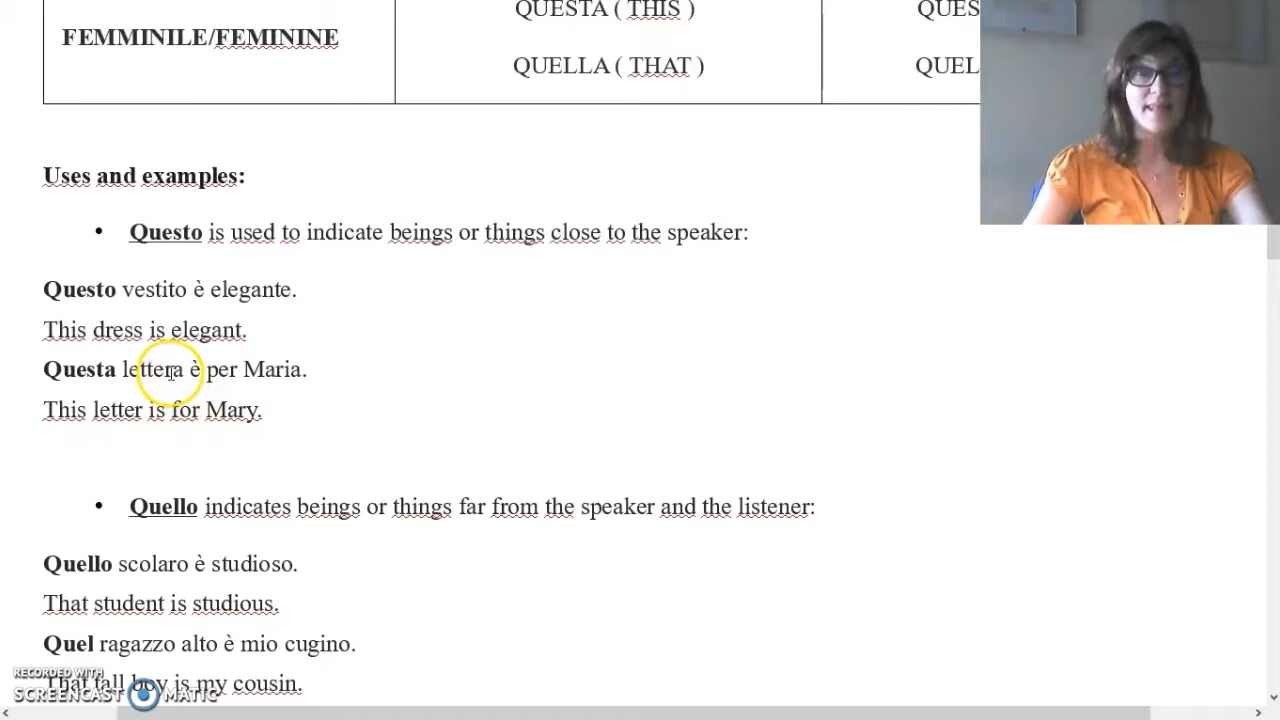 QUESTA ( THIS )
QUES
FEMMINILE/FEMININE
QUELLA ( THAT )
QUEL
Uses and examples:
• Questo is used to indicate beings or things close to the speaker:
Questo vestito è elegante.
This dress is elegant.
Questa lettera è per Maria.
This letter is for Mary.
• Quello indicates beings or things far from the speaker and the listener:
Quello scolaro è studioso.
That student is studious.
Quel ragazzo alto è mio cugino.
RECORDED WITH
That tall boy is my cousin.
SCREENCAST MATIC